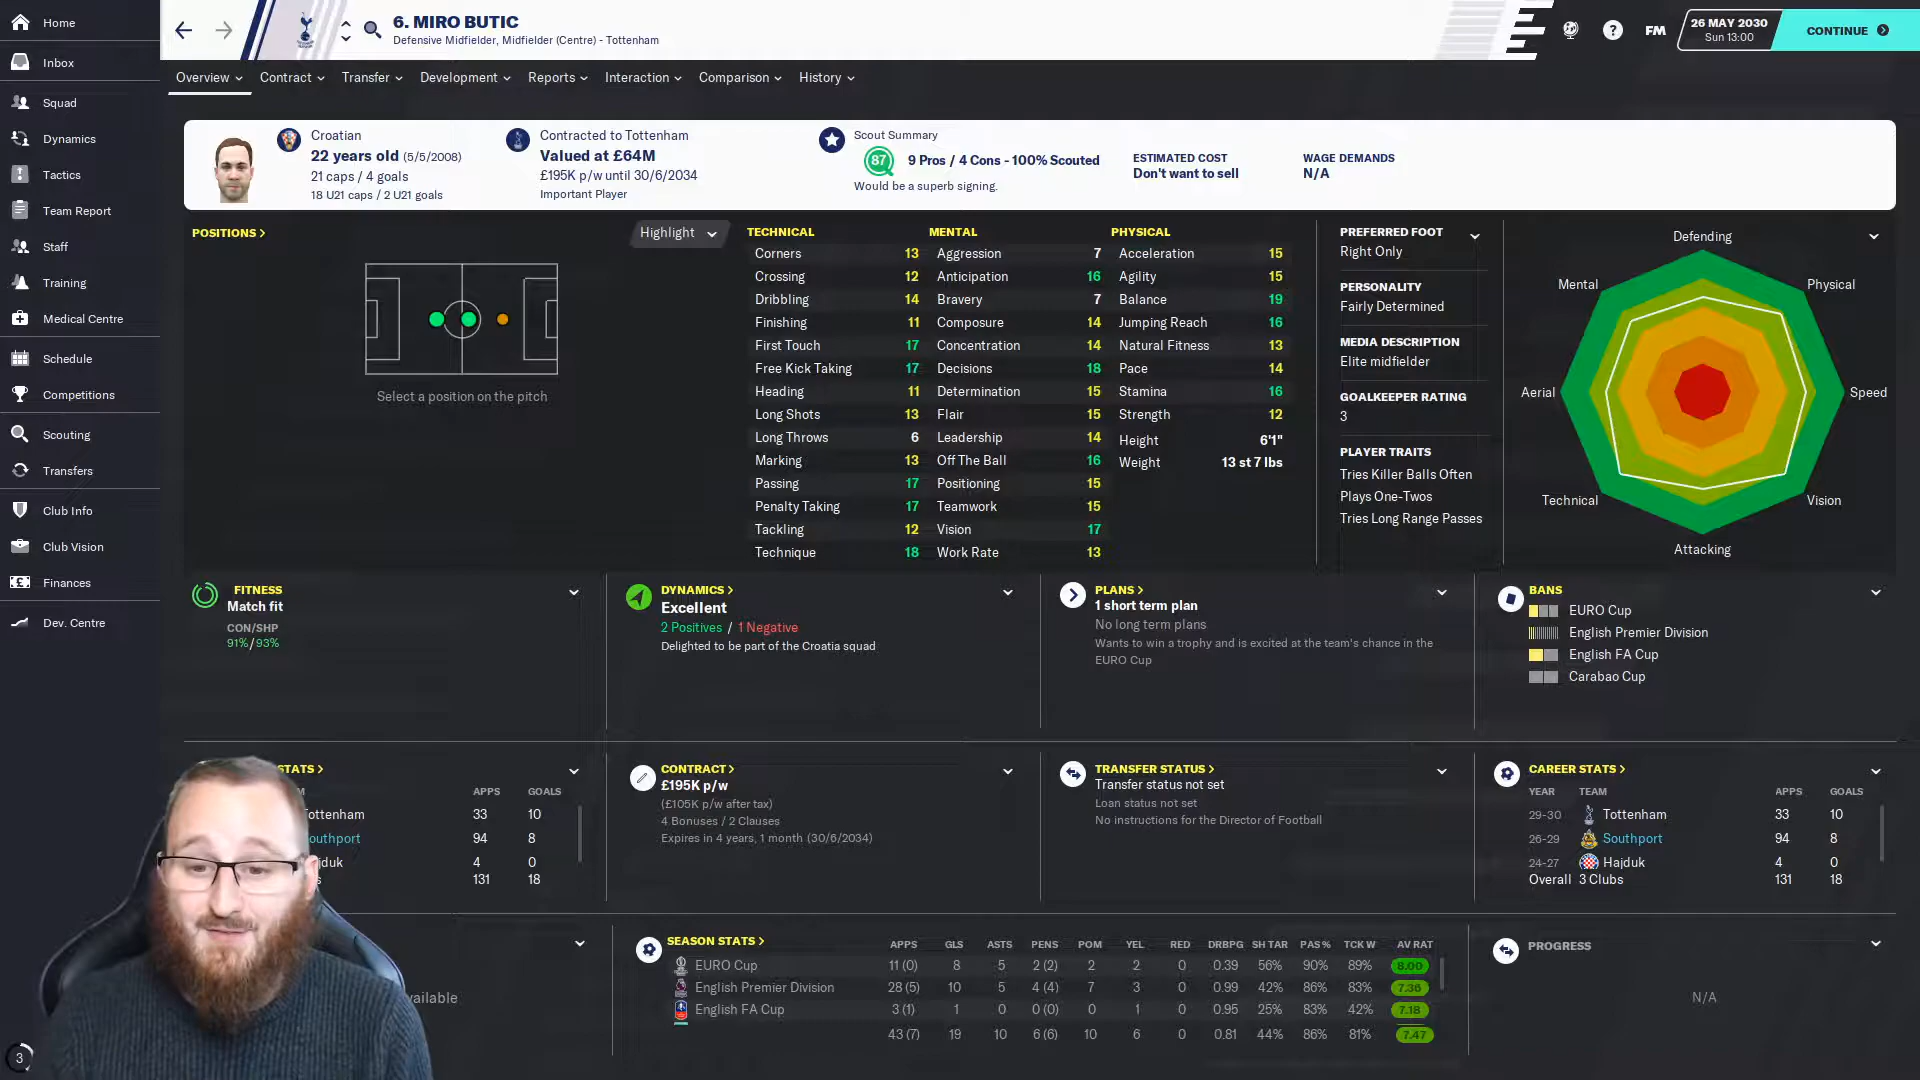 Home
Inbox
Squad
Dynamics
Tactics
Team Report
Staff
Training
Medical Centre
Schedule
Competitions
Scouting
Transfers
Club Info
Club Vision
Finances
Dev. Centre
3
6. MIRO BUTIC
Defensive Midfielder, Midfielder (Centre) - Tottenham
FM
26 MAY 2030
Sun 13:00
CONTINUE
Overview Contract Transfer Development Reports Interaction Comparison History
Croatian
22 years old (5/5/2008)
21 caps / 4 goals
18 U21 caps / 2 U21 goals
Contracted to Tottenham
Valued at £64M
£195K p/w until 30/6/2034
Important Player
Scout Summary
87 9 Pros / 4 Cons - 100% Scouted
Would be a superb signing.
ESTIMATED COST
Don't want to sell
WAGE DEMANDS
N/A
POSITIONS >
Highlight
Select a position on the pitch
TECHNICAL
Corners 13
Crossing 12
Dribbling 14
Finishing 11
First Touch 17
Free Kick Taking 17
Heading 11
Long Shots 13
Long Throws 6
Marking 13
Passing 17
Penalty Taking 17
Tackling 12
Technique 18
MENTAL
Aggression 7
Anticipation 16
Bravery 7
Composure 14
Concentration 14
Decisions 18
Determination 15
Flair 15
Leadership 14
Off The Ball 16
Positioning 15
Teamwork 15
Vision 17
Work Rate 13
PHYSICAL
Acceleration 15
Agility 15
Balance 19
Jumping Reach 16
Natural Fitness 13
Pace 14
Stamina 16
Strength 12
Height 6'1"
Weight 13 st 7 lbs
PREFERRED FOOT
Right Only
PERSONALITY
Fairly Determined
MEDIA DESCRIPTION
Elite midfielder
GOALKEEPER RATING
3
PLAYER TRAITS
Tries Killer Balls Often
Plays One-Twos
Tries Long Range Passes
Defending
Mental Physical
Aerial Speed
Technical Vision
Attacking
FITNESS
Match fit
CON/SHP
91%/93%
DYNAMICS >
Excellent
2 Positives / 1 Negative
Delighted to be part of the Croatia squad
PLANS >
1 short term plan
No long term plans
Wants to win a trophy and is excited at the team's chance in the
EURO Cup
BANS
EURO Cup
English Premier Division
English FA Cup
Carabao Cup
STATS >
M APPS GOALS
ottenham 33 10
outhport 94 8
jduk 4 0
s 131 18
CONTRACT >
£195K p/w
(£105K p/w after tax)
4 Bonuses / 2 Clauses
Expires in 4 years, 1 month (30/6/2034)
TRANSFER STATUS >
Transfer status not set
Loan status not set
No instructions for the Director of Football
CAREER STATS >
YEAR TEAM APPS GOALS
29-30 Tottenham 33 10
26-29 Southport 94 8
24-27 Hajduk 4 0
Overall 3 Clubs 131 18
vailable
SEASON STATS > APPS GLS ASTS PENS POM YEL RED DRBPG SH TAR PAS % TCK W AV RAT
EURO Cup 11 (0) 8 5 2 (2) 2 2 0 0.39 56% 90% 89% 8.00
English Premier Division 28 (5) 10 5 4 (4) 7 3 0 0.99 42% 86% 83% 7.36
English FA Cup 3 (1) 1 0 0 (0) 0 1 0 0.95 25% 83% 42% 7.18
43 (7) 19 10 6 (6) 10 6 0 0.81 44% 86% 81% 7.47
PROGRESS
N/A